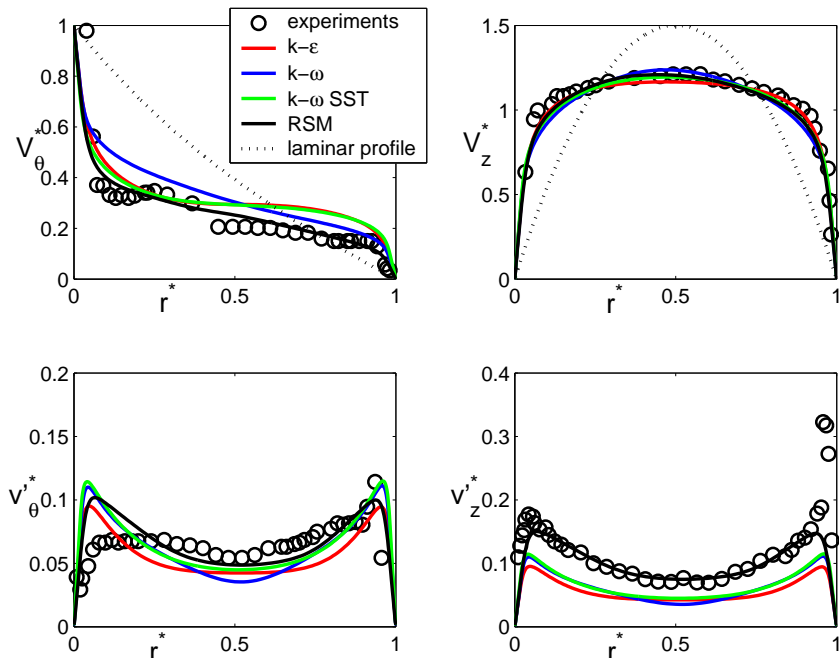 experiments
k−ε
k−ω
k−ω SST
RSM
laminar profile
1
0.8
0.6
0.4
0.2
0
V*θ
0 0.5 1
r*
1.5
1.0
0.5
0
V*z
0 0.5 1
r*
0.2
0.15
0.10
0.05
0
v'*θ
0 0.5 1
r*
0.4
0.3
0.2
0.1
0
v'*z
0 0.5 1
r*